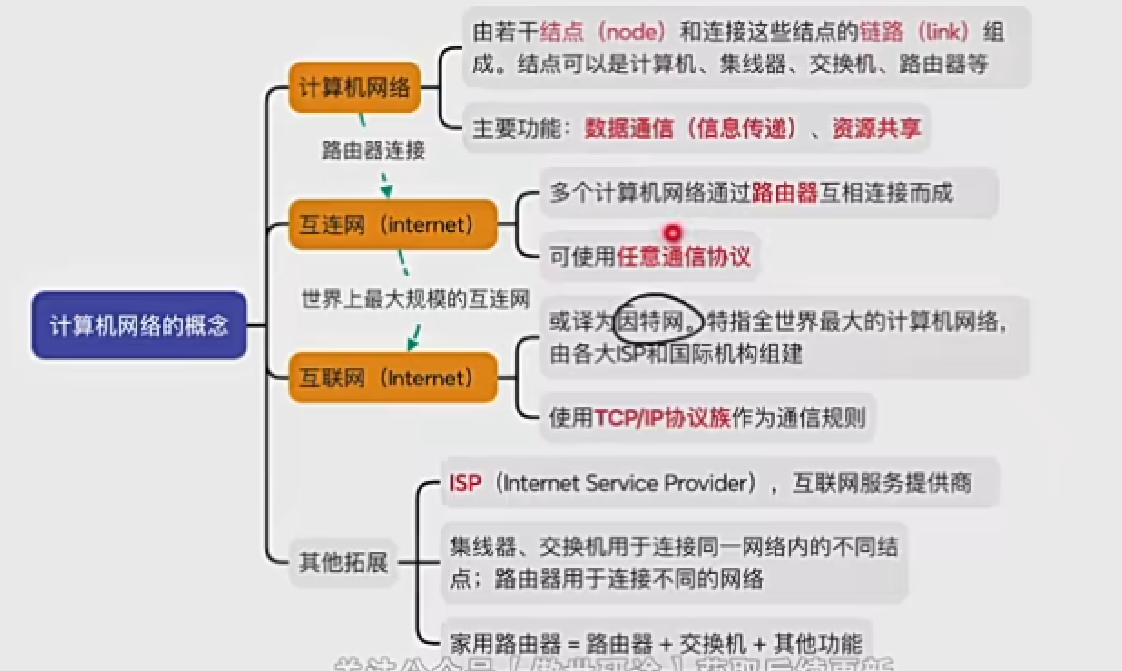 由若干结点（node）和连接这些结点的链路（link）组
成。结点可以是计算机、集线器、交换机、路由器等
计算机网络
主要功能：数据通信（信息传递）、资源共享
路由器连接
多个计算机网络通过路由器互相连接而成
互连网（internet）
可使用任意通信协议
世界上最大规模的互连网
计算机网络的概念
或译为因特网。特指全世界最大的计算机网络，
由各大ISP和国际机构组建
互联网（Internet）
使用TCP/IP协议族作为通信规则
ISP（Internet Service Provider），互联网服务提供商
集线器、交换机用于连接同一网络内的不同结
点；路由器用于连接不同的网络
其他拓展
家用路由器 = 路由器 + 交换机 + 其他功能